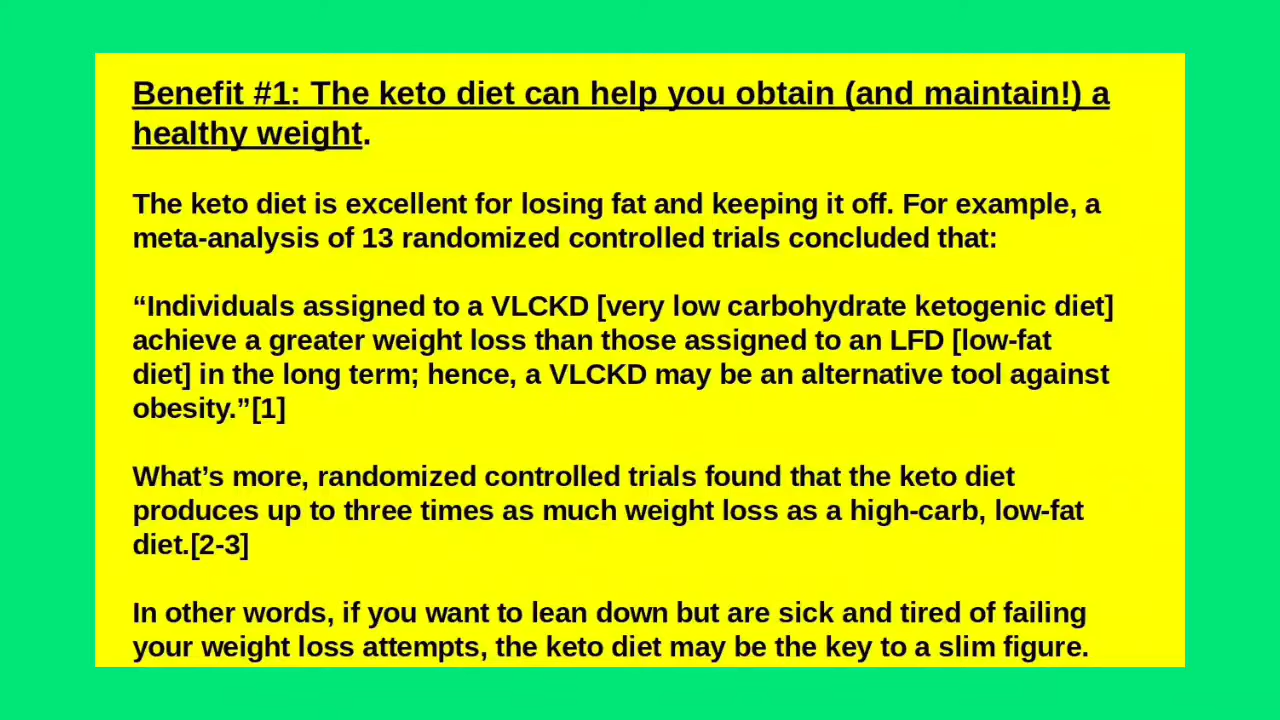 Benefit #1: The keto diet can help you obtain (and maintain!) a
healthy weight.
The keto diet is excellent for losing fat and keeping it off. For example, a
meta-analysis of 13 randomized controlled trials concluded that:
“Individuals assigned to a VLCKD [very low carbohydrate ketogenic diet]
achieve a greater weight loss than those assigned to an LFD [low-fat
diet] in the long term; hence, a VLCKD may be an alternative tool against
obesity.”[1]
What’s more, randomized controlled trials found that the keto diet
produces up to three times as much weight loss as a high-carb, low-fat
diet.[2-3]
In other words, if you want to lean down but are sick and tired of failing
your weight loss attempts, the keto diet may be the key to a slim figure.